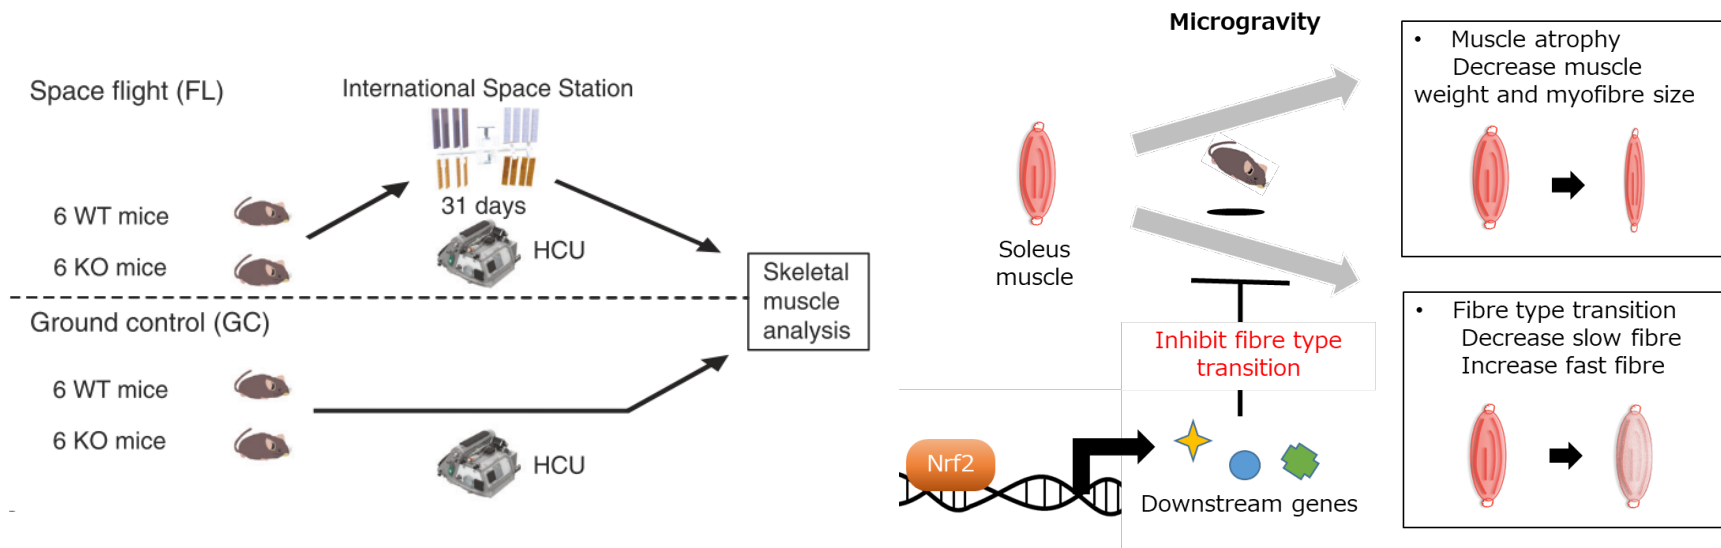 Space flight (FL)
International Space Station
6 WT mice
6 KO mice
31 days
HCU
Skeletal
muscle
analysis
Ground control (GC)
6 WT mice
6 KO mice
HCU
Microgravity
Soleus
muscle
• Muscle atrophy
Decrease muscle
weight and myofibre size
Inhibit fibre type
transition
Nrf2
Downstream genes
• Fibre type transition
Decrease slow fibre
Increase fast fibre